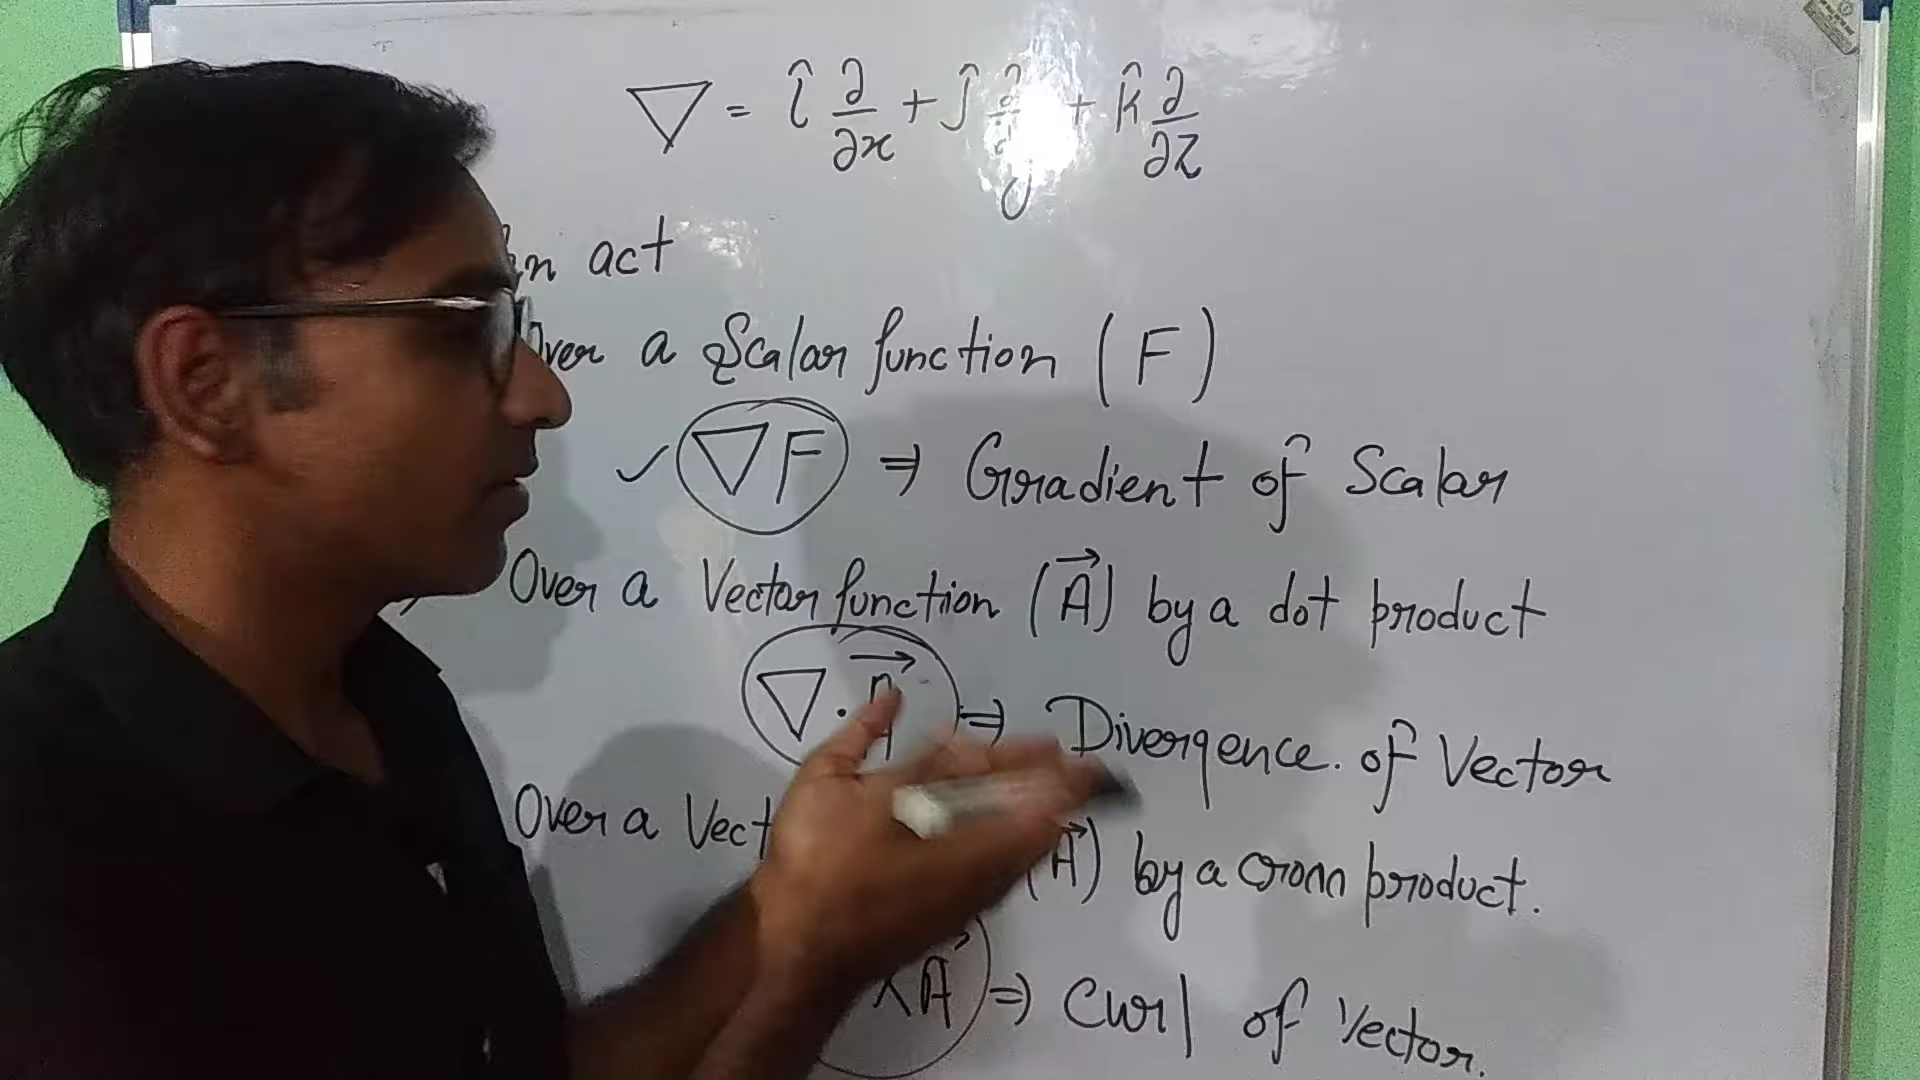 ∇ = î ∂/∂x + ĵ ∂/∂y + k̂ ∂/∂z
act
Over a Scalar function (F)
✓ ∇F ⇒ Gradient of Scalar
Over a Vector function (A⃗) by a dot product
∇ · A⃗ ⇒ Divergence. of Vector
Over a Vect (A⃗) by a cross product.
× A⃗ ⇒ Curl of Vector.